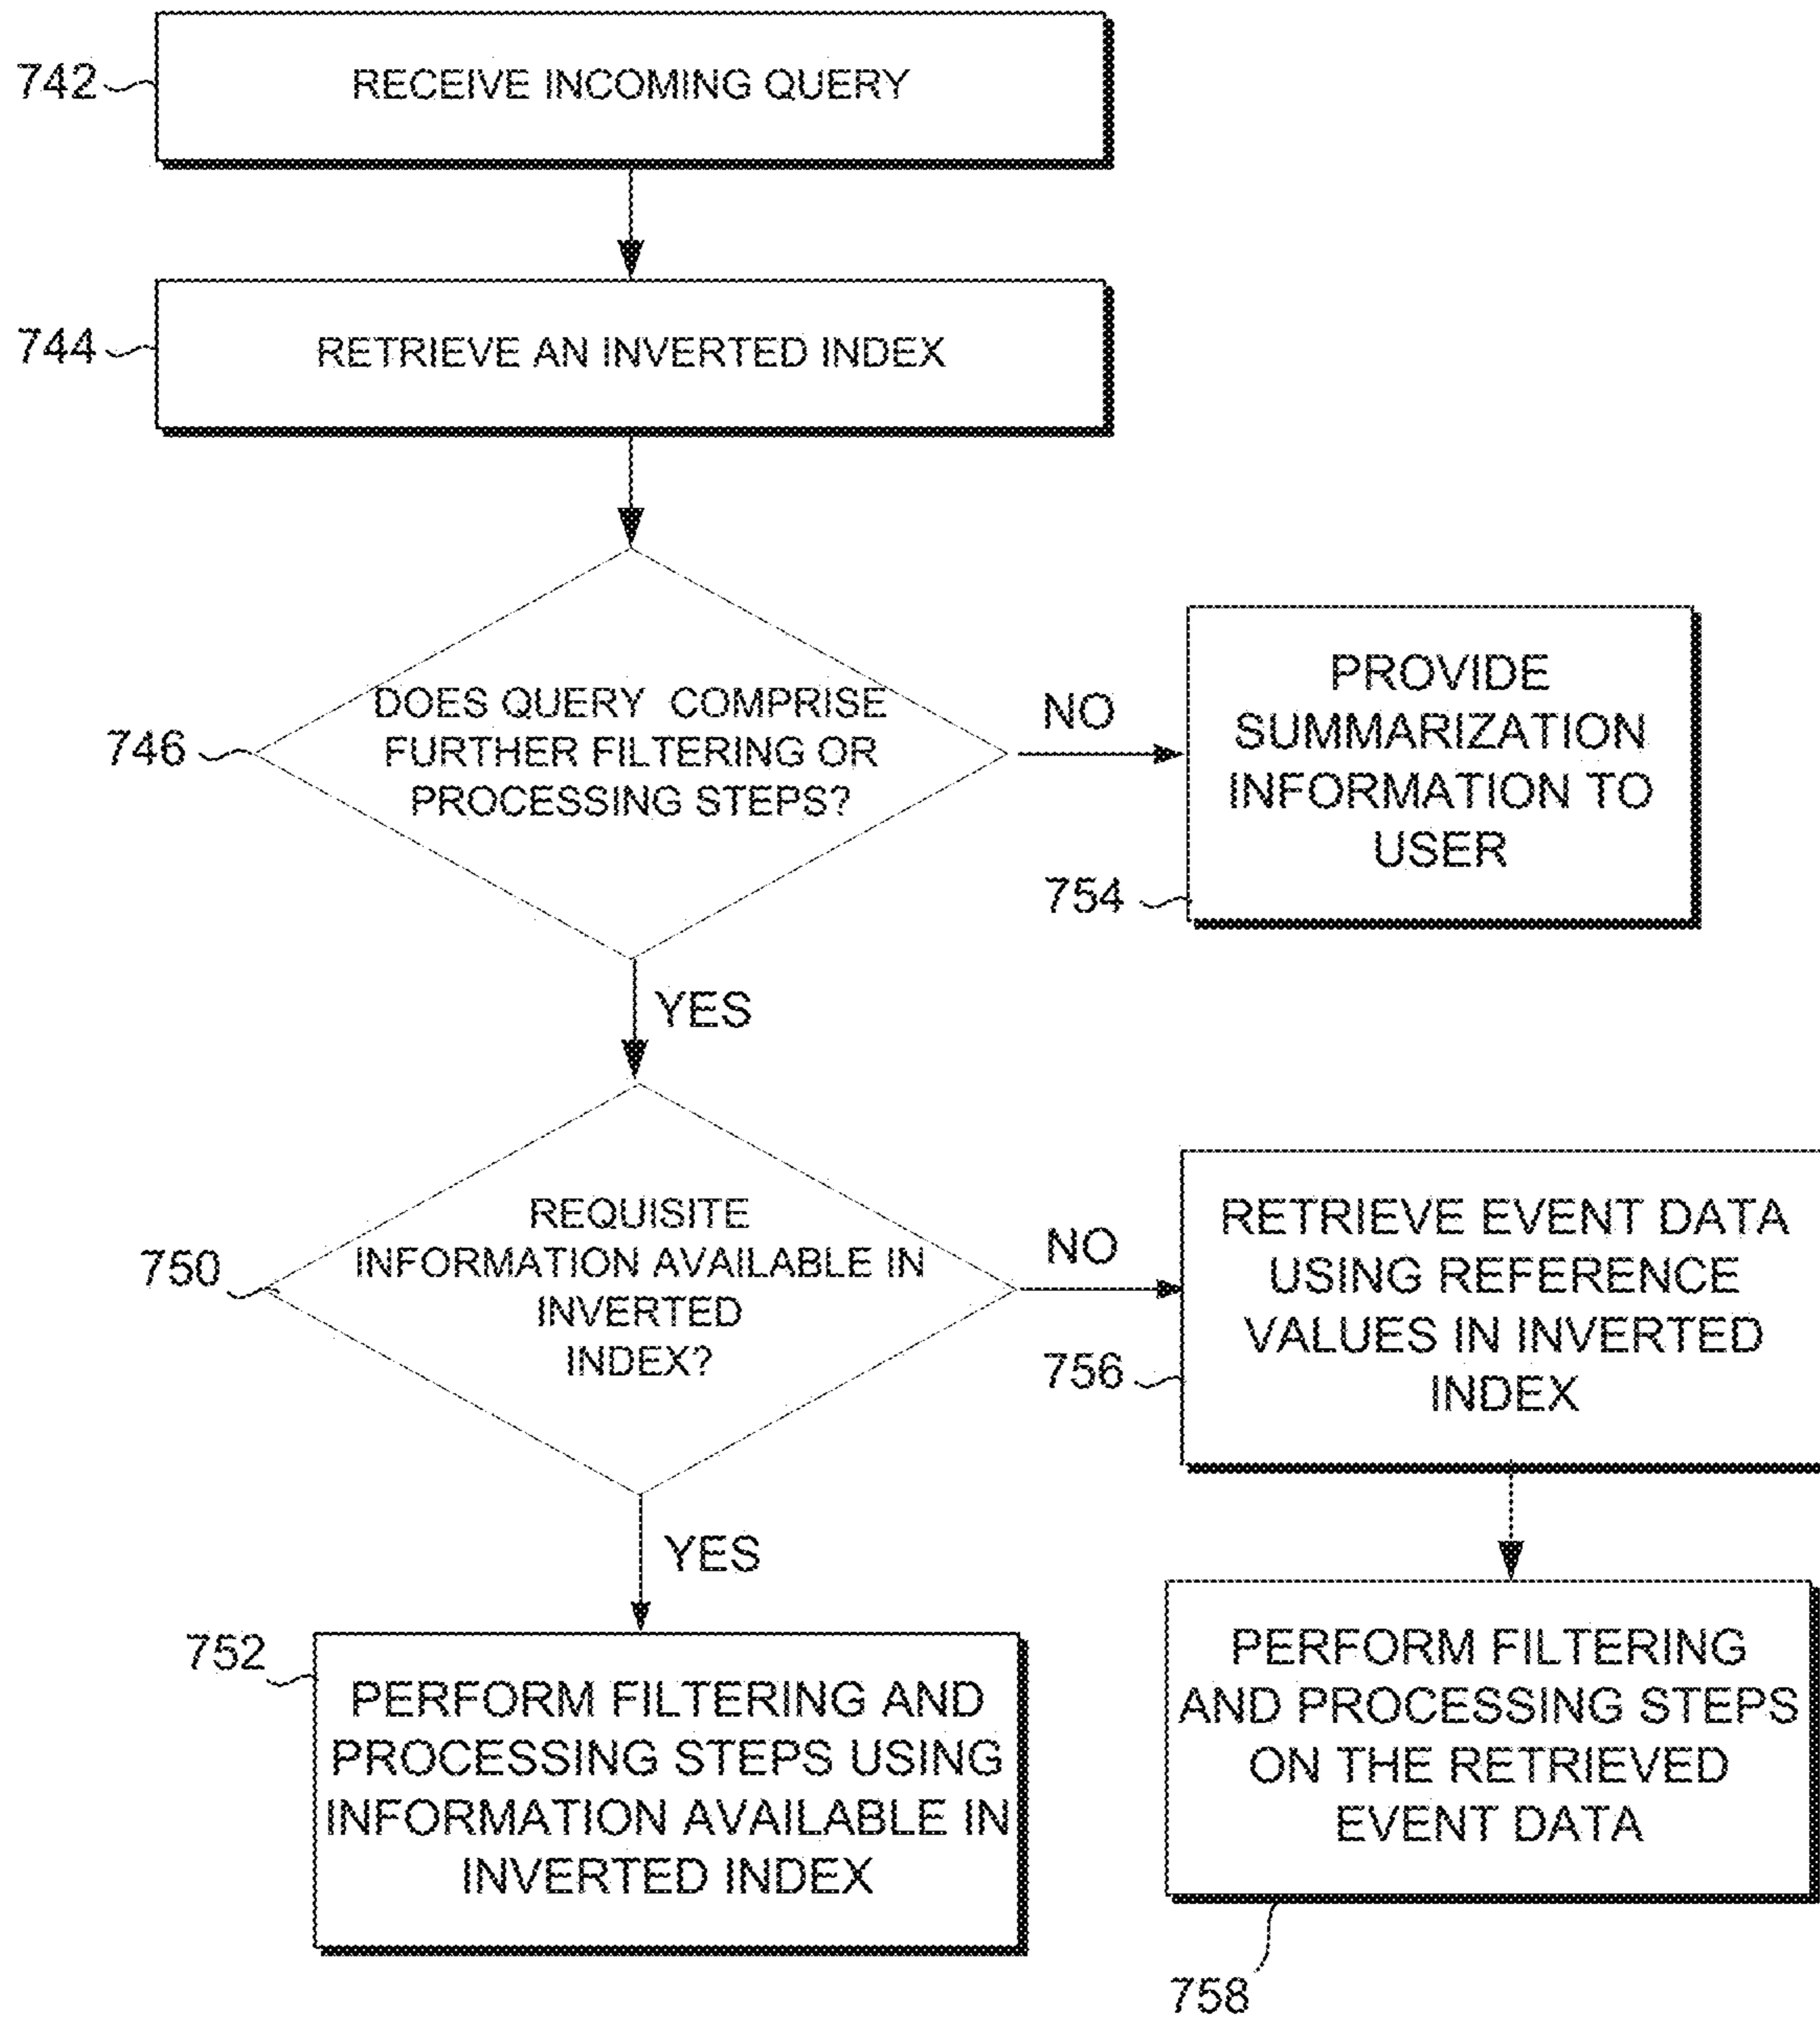 742
RECEIVE INCOMING QUERY
744
RETRIEVE AN INVERTED INDEX
746
DOES QUERY COMPRISE
FURTHER FILTERING OR
PROCESSING STEPS?
NO
PROVIDE
SUMMARIZATION
INFORMATION TO
USER
754
YES
750
REQUISITE
INFORMATION AVAILABLE IN
INVERTED
INDEX?
NO
RETRIEVE EVENT DATA
USING REFERENCE
VALUES IN INVERTED
INDEX
756
YES
752
PERFORM FILTERING AND
PROCESSING STEPS USING
INFORMATION AVAILABLE IN
INVERTED INDEX
PERFORM FILTERING
AND PROCESSING STEPS
ON THE RETRIEVED
EVENT DATA
758